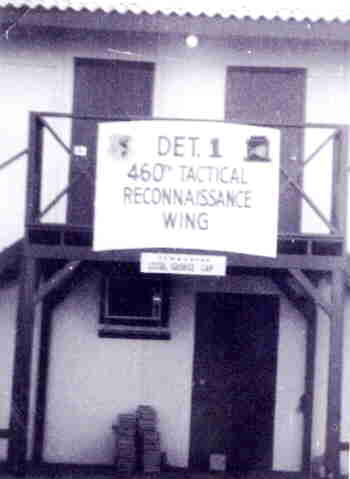 DET. 1
460TH TACTICAL
RECONNAISSANCE
WING